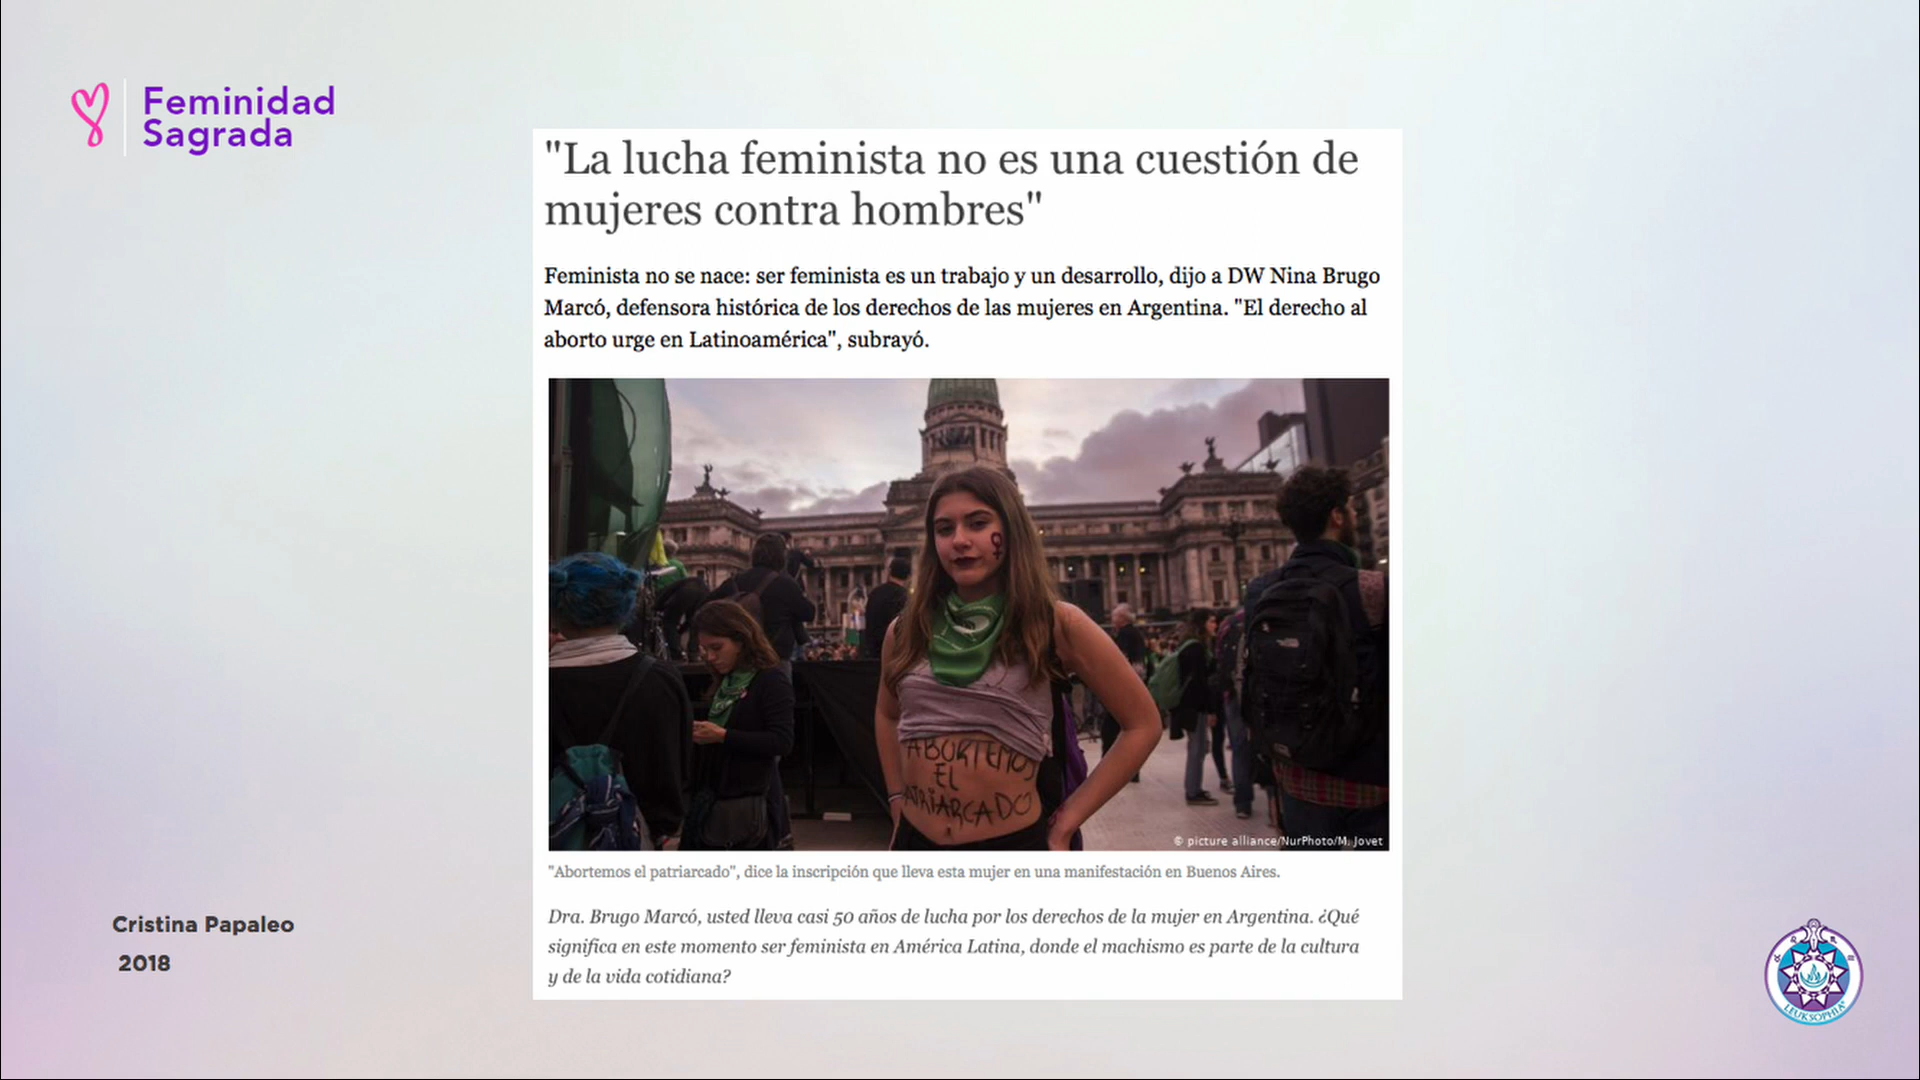 Feminidad
Sagrada
"La lucha feminista no es una cuestión de
mujeres contra hombres"
Feminista no se nace: ser feminista es un trabajo y un desarrollo, dijo a DW Nina Brugo
Marcó, defensora histórica de los derechos de las mujeres en Argentina. "El derecho al
aborto urge en Latinoamérica", subrayó.
ABORTEMOS
EL
PATRIARCADO
© picture alliance/NurPhoto/M. Jovet
"Abortemos el patriarcado", dice la inscripción que lleva esta mujer en una manifestación en Buenos Aires.
Dra. Brugo Marcó, usted lleva casi 50 años de lucha por los derechos de la mujer en Argentina. ¿Qué
significa en este momento ser feminista en América Latina, donde el machismo es parte de la cultura
y de la vida cotidiana?
Cristina Papaleo
2018
LEUKSOPHIA